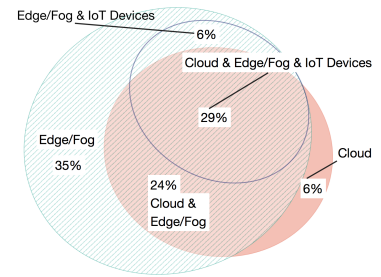 Edge/Fog & IoT Devices
6%
Cloud & Edge/Fog & IoT Devices
29%
Edge/Fog
35%
Cloud
6%
24%
Cloud &
Edge/Fog